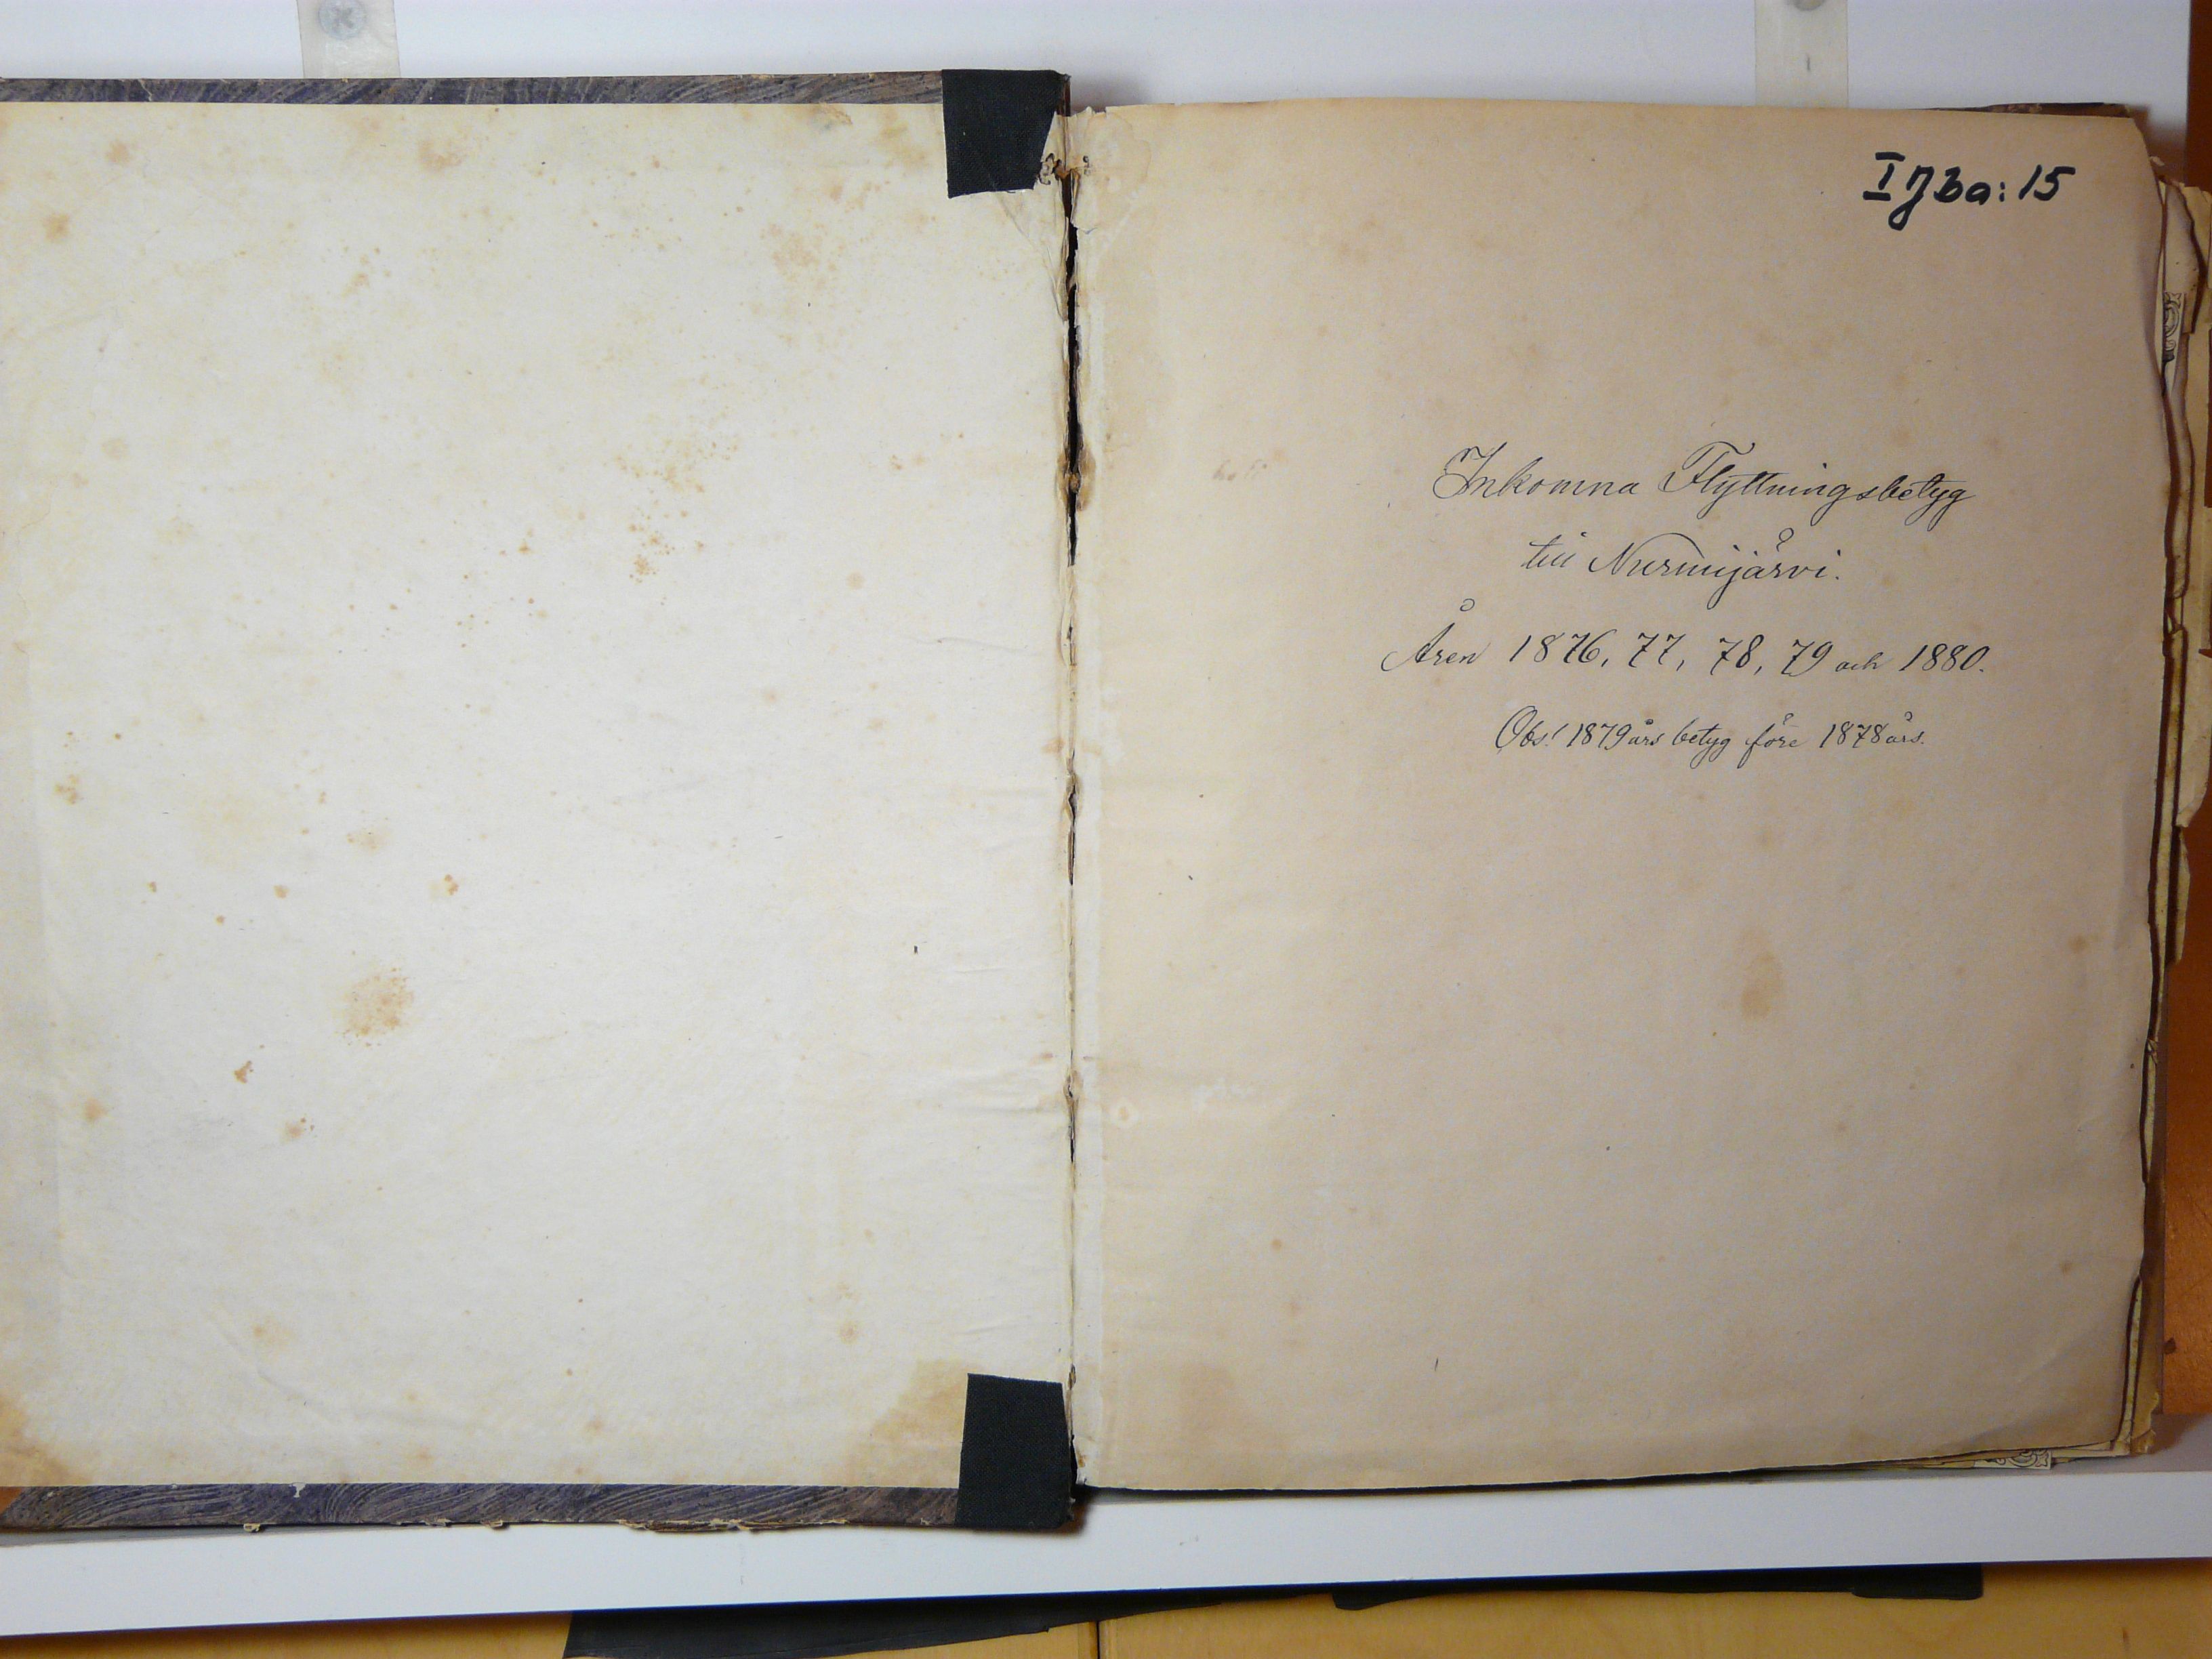 I Jba: 15
Inkomna Flyttningsbetyg
till Nurmijärvi.
Åren 1876, 77, 78, 79 och 1880.
Obs! 1879 års betyg före 1878 års.